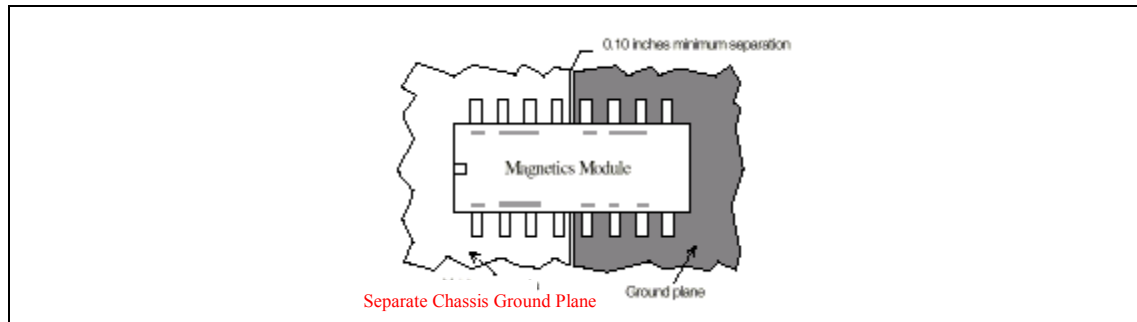 0.10 inches minimum separation
Magnetics Module
Separate Chassis Ground Plane
Ground plane